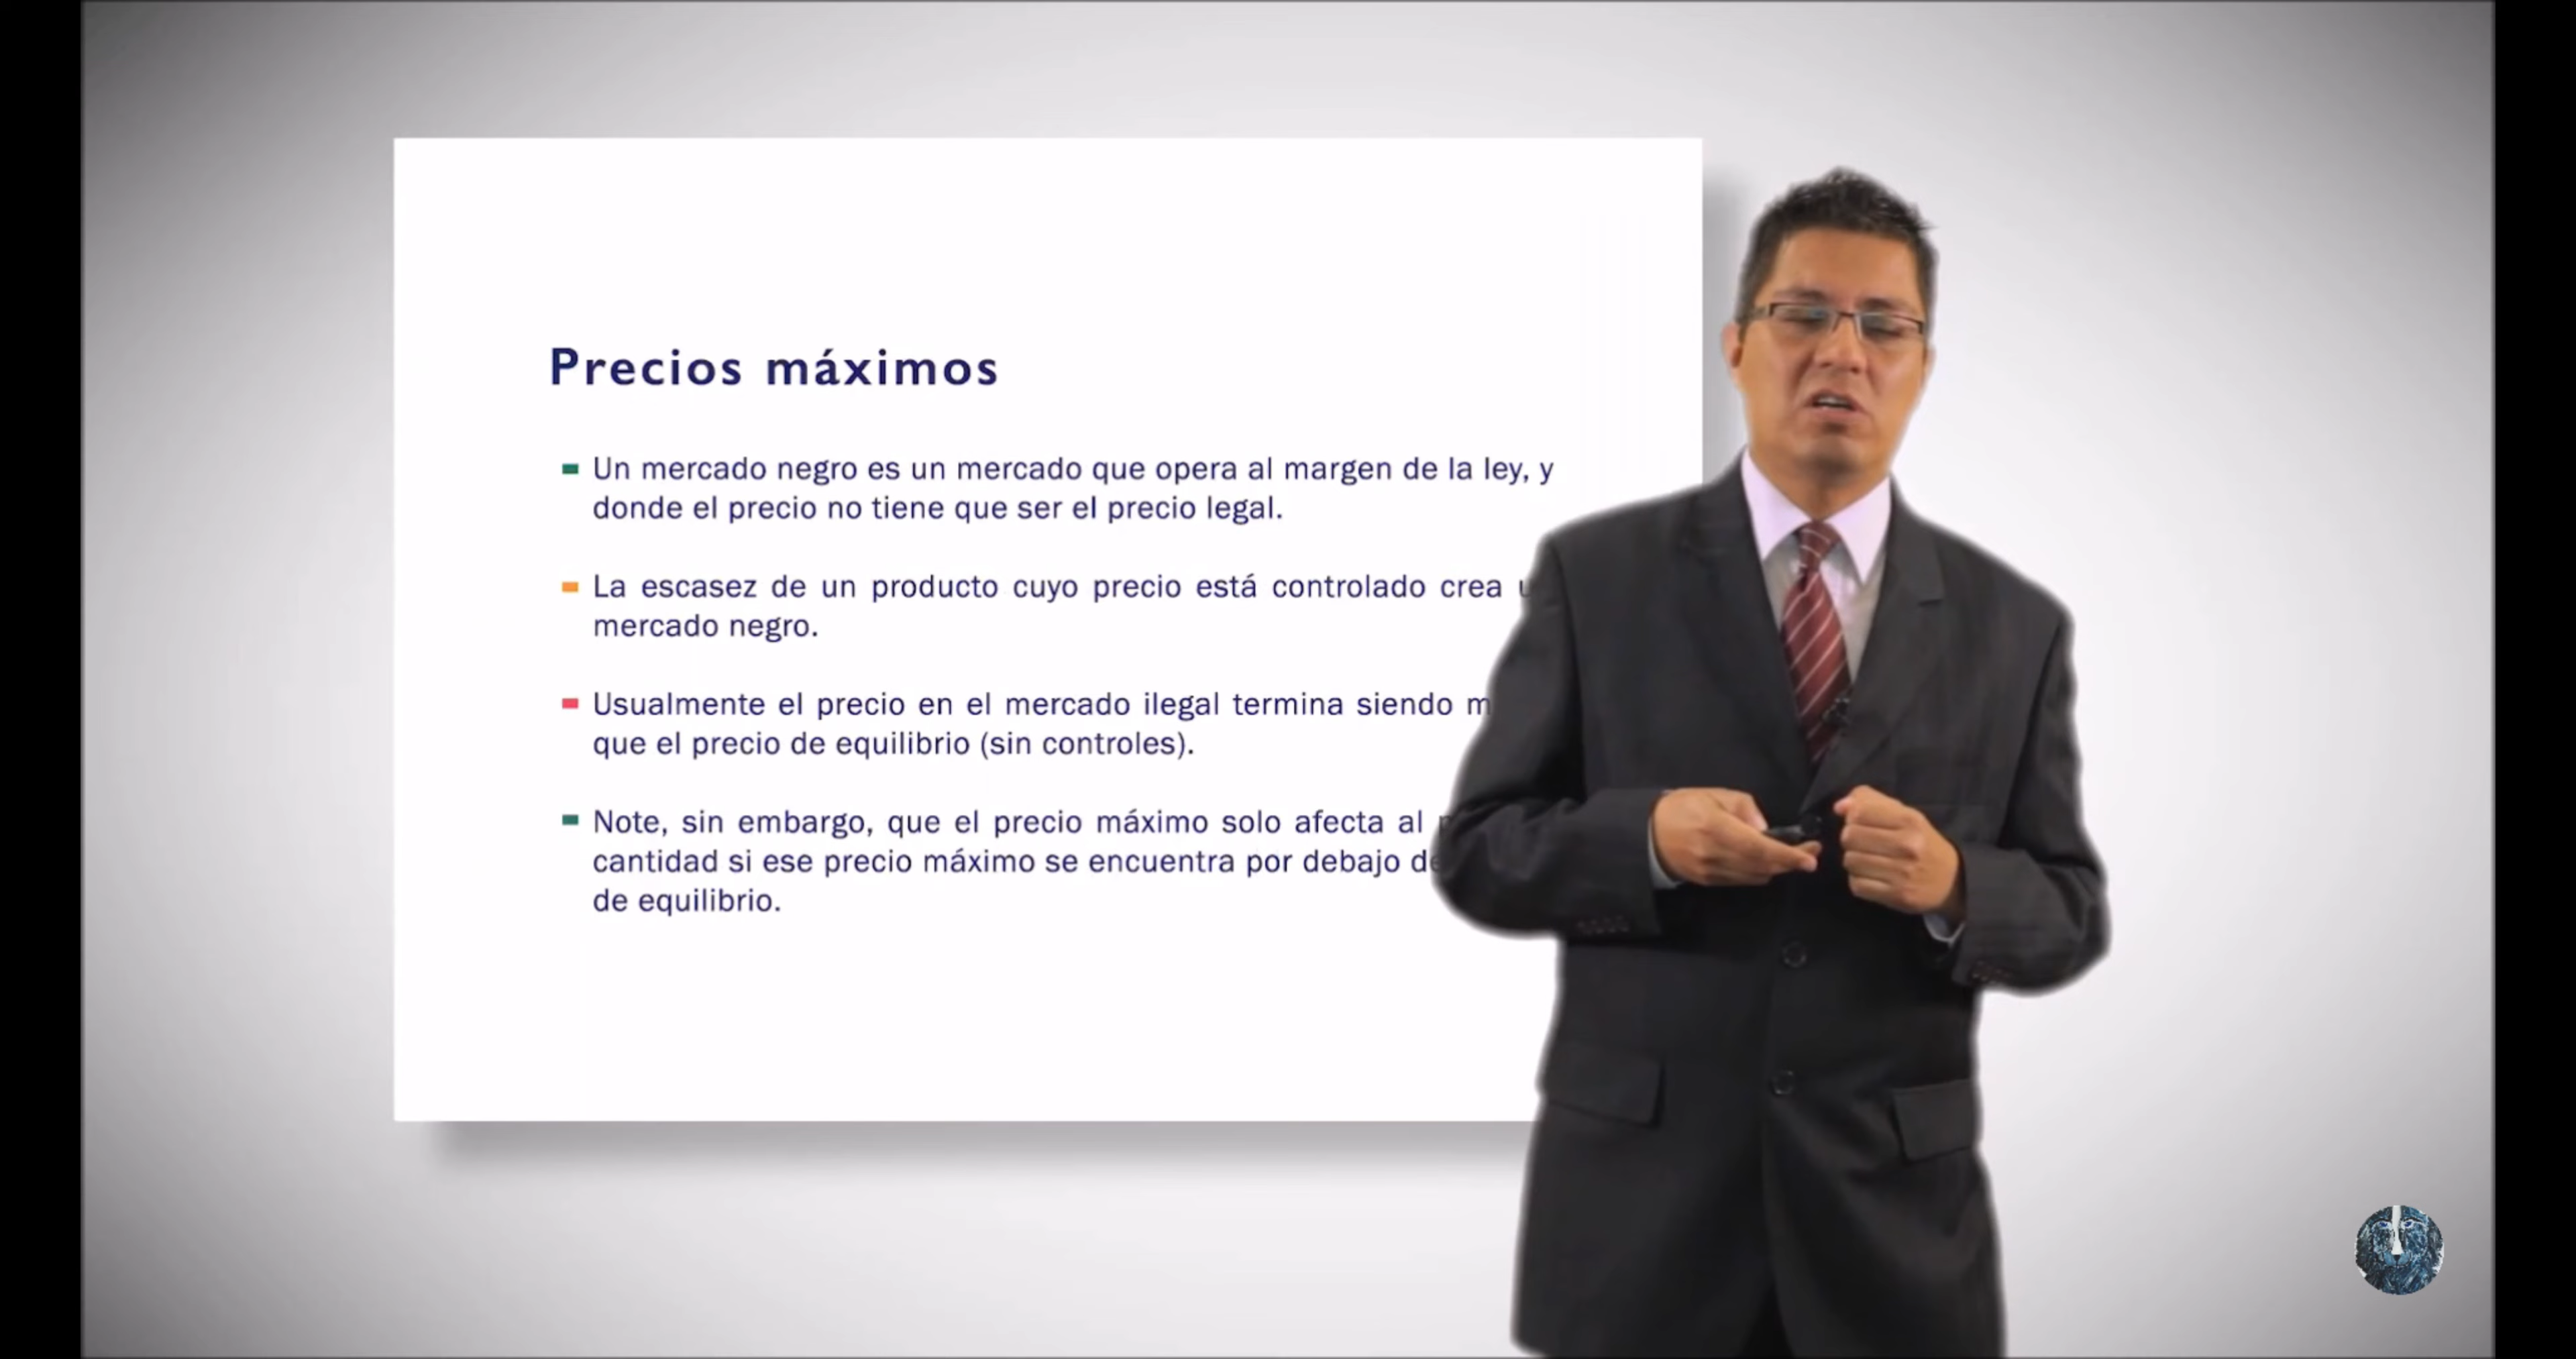 Precios máximos
Un mercado negro es un mercado que opera al margen de la ley, y
donde el precio no tiene que ser el precio legal.
La escasez de un producto cuyo precio está controlado crea
mercado negro.
Usualmente el precio en el mercado ilegal termina siendo
que el precio de equilibrio (sin controles).
Note, sin embargo, que el precio máximo solo afecta al
cantidad si ese precio máximo se encuentra por debajo
de equilibrio.